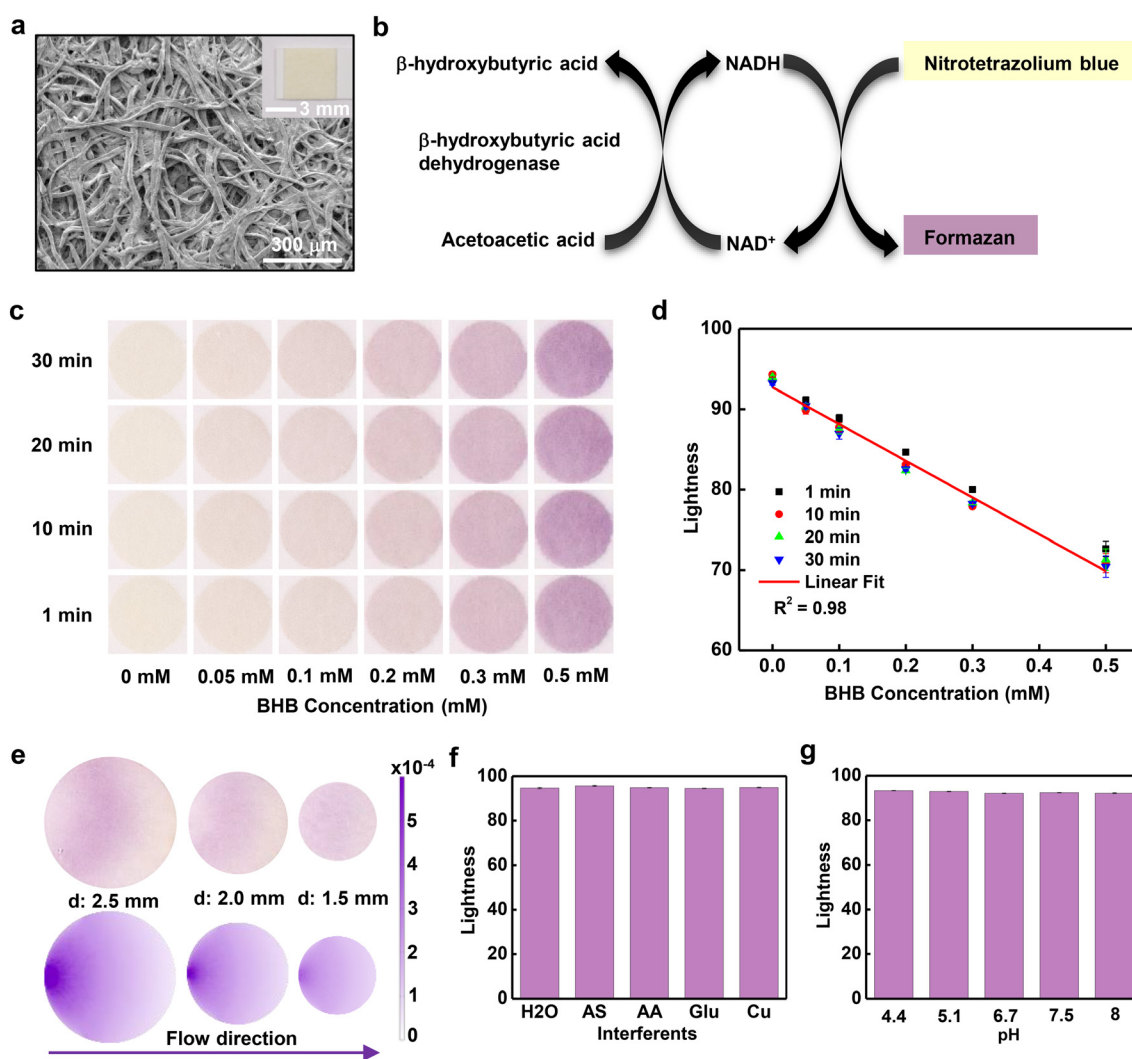 a
3 mm
300 μm
b
β-hydroxybutyric acid
NADH
Nitrotetrazolium blue
β-hydroxybutyric acid
dehydrogenase
Acetoacetic acid
NAD⁺
Formazan
c
30 min
20 min
10 min
1 min
0 mM 0.05 mM 0.1 mM 0.2 mM 0.3 mM 0.5 mM
BHB Concentration (mM)
d
100
90
80
70
60
Lightness
1 min
10 min
20 min
30 min
Linear Fit
R² = 0.98
0.0 0.1 0.2 0.3 0.4 0.5
BHB Concentration (mM)
e
d: 2.5 mm d: 2.0 mm d: 1.5 mm
Flow direction
x10⁻⁴
5
4
3
2
1
0
f
100
80
60
40
20
0
Lightness
H2O AS AA Glu Cu
Interferents
g
100
80
60
40
20
0
Lightness
4.4 5.1 6.7 7.5 8
pH